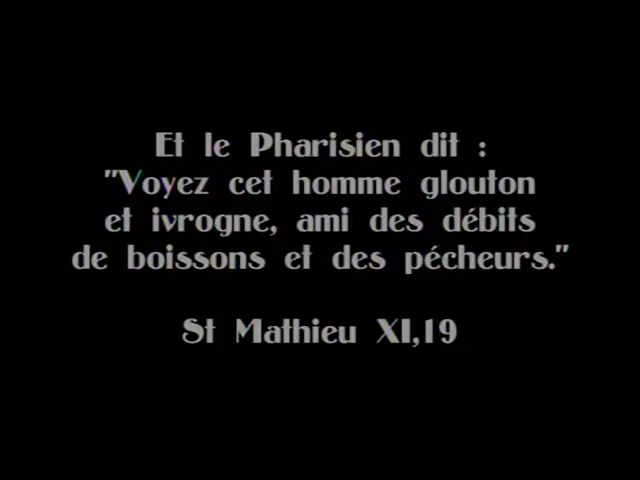 Et le Pharisien dit :
"Voyez cet homme glouton
et ivrogne, ami des débits
de boissons et des pécheurs."
St Mathieu XI,19